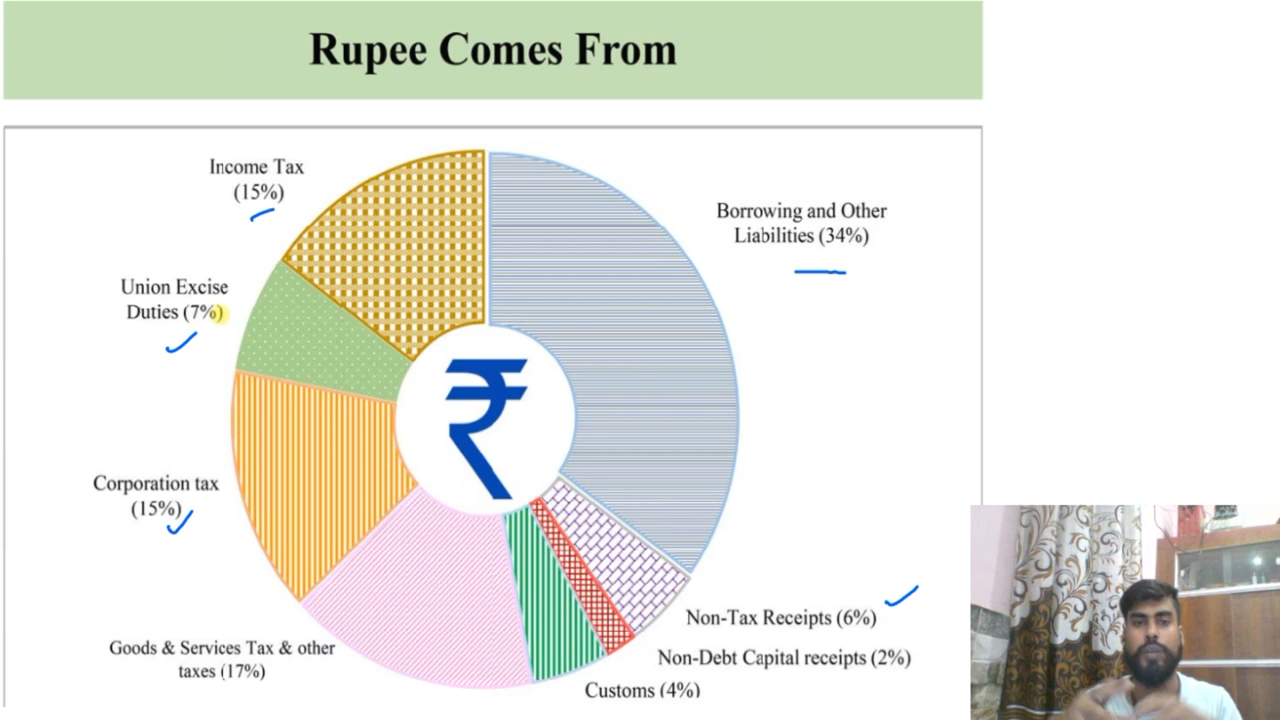 Rupee Comes From
Income Tax
(15%)
Borrowing and Other
Liabilities (34%)
Union Excise
Duties (7%)
₹
Corporation tax
(15%)
Non-Tax Receipts (6%)
Goods & Services Tax & other
taxes (17%)
Non-Debt Capital receipts (2%)
Customs (4%)